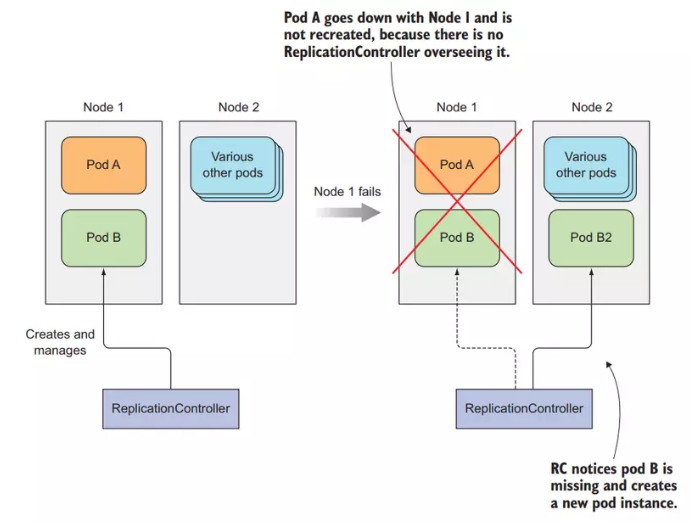 Pod A goes down with Node 1 and is
not recreated, because there is no
ReplicationController overseeing it.
Node 1
Node 2
Pod A
Various
other pods
Pod B
Creates and
manages
ReplicationController
Node 1 fails
Node 1
Node 2
Pod A
Various
other pods
Pod B
Pod B2
ReplicationController
RC notices pod B is
missing and creates
a new pod instance.